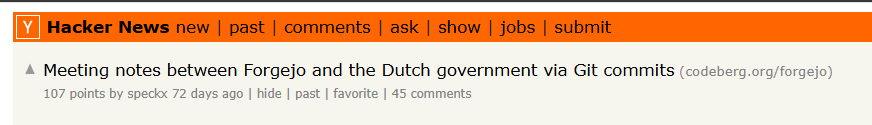 Y Hacker News new | past | comments | ask | show | jobs | submit
▲ Meeting notes between Forgejo and the Dutch government via Git commits (codeberg.org/forgejo)
107 points by speckx 72 days ago | hide | past | favorite | 45 comments